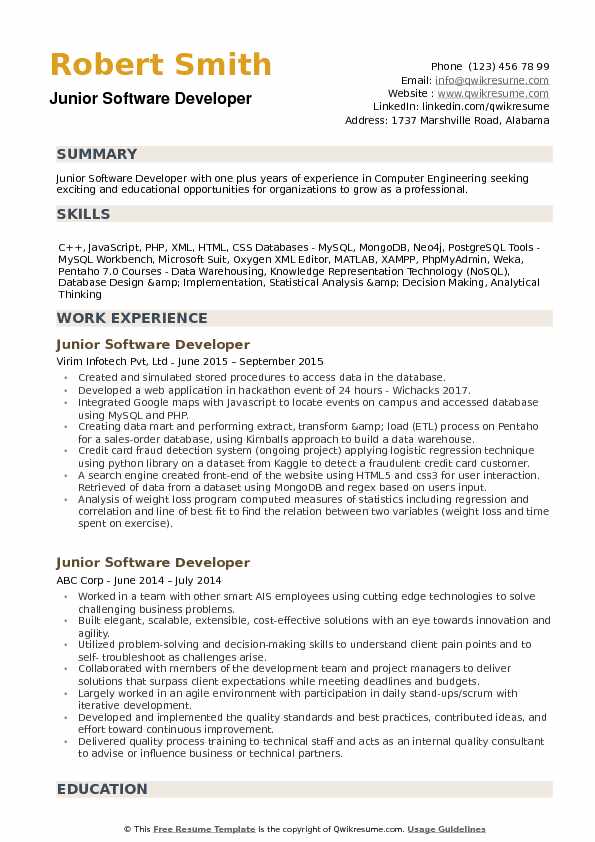 Robert Smith
Junior Software Developer
Phone (123) 456 78 99
Email: info@qwikresume.com
Website : www.qwikresume.com
LinkedIn: linkedin.com/qwikresume
Address: 1737 Marshville Road, Alabama
SUMMARY
Junior Software Developer with one plus years of experience in Computer Engineering seeking
exciting and educational opportunities for organizations to grow as a professional.
SKILLS
C++, JavaScript, PHP, XML, HTML, CSS Databases - MySQL, MongoDB, Neo4j, PostgreSQL Tools -
MySQL Workbench, Microsoft Suit, Oxygen XML Editor, MATLAB, XAMPP, PhpMyAdmin, Weka,
Pentaho 7.0 Courses - Data Warehousing, Knowledge Representation Technology (NoSQL),
Database Design &amp; Implementation, Statistical Analysis &amp; Decision Making, Analytical
Thinking
WORK EXPERIENCE
Junior Software Developer
Virim Infotech Pvt, Ltd - June 2015 – September 2015
• Created and simulated stored procedures to access data in the database.
• Developed a web application in hackathon event of 24 hours - Wichacks 2017.
• Integrated Google maps with Javascript to locate events on campus and accessed database
using MySQL and PHP.
• Creating data mart and performing extract, transform &amp; load (ETL) process on Pentaho
for a sales-order database, using Kimballs approach to build a data warehouse.
• Credit card fraud detection system (ongoing project) applying logistic regression technique
using python library on a dataset from Kaggle to detect a fraudulent credit card customer.
• A search engine created front-end of the website using HTML5 and css3 for user interaction.
Retrieved of data from a dataset using MongoDB and regex based on users input.
• Analysis of weight loss program computed measures of statistics including regression and
correlation and line of best fit to find the relation between two variables (weight loss and time
spent on exercise).
Junior Software Developer
ABC Corp - June 2014 – July 2014
• Worked in a team with other smart AIS employees using cutting edge technologies to solve
challenging business problems.
• Built elegant, scalable, extensible, cost-effective solutions with an eye towards innovation and
agility.
• Utilized problem-solving and decision-making skills to understand client pain points and to
self- troubleshoot as challenges arise.
• Collaborated with members of the development team and project managers to deliver
solutions that surpass client expectations while meeting deadlines and budgets.
• Largely worked in an agile environment with participation in daily stand-ups/scrum with
iterative development.
• Developed and implemented the quality standards and best practices, contributed ideas, and
effort toward continuous improvement.
• Delivered quality process training to technical staff and acts as an internal quality consultant
to advise or influence business or technical partners.
EDUCATION
© This Free Resume Template is the copyright of Qwikresume.com. Usage Guidelines